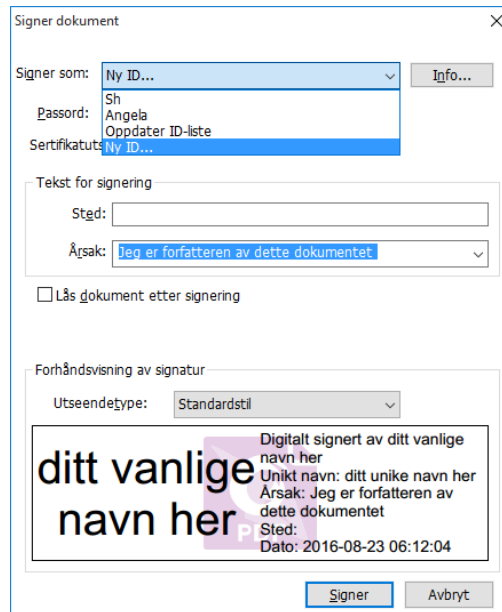 Signer dokument
Signer som: Ny ID... Info...
Sh
Passord: Angela
Oppdater ID-liste
Sertifikatuts Ny ID...
Tekst for signering
Sted:
Årsak: Jeg er forfatteren av dette dokumentet
Lås dokument etter signering
Forhåndsvisning av signatur
Utseendetype: Standardstil
ditt vanlige
navn her
Digitalt signert av ditt vanlige
navn her
Unikt navn: ditt unike navn her
Årsak: Jeg er forfatteren av
dette dokumentet
Sted:
Dato: 2016-08-23 06:12:04
Signer Avbryt